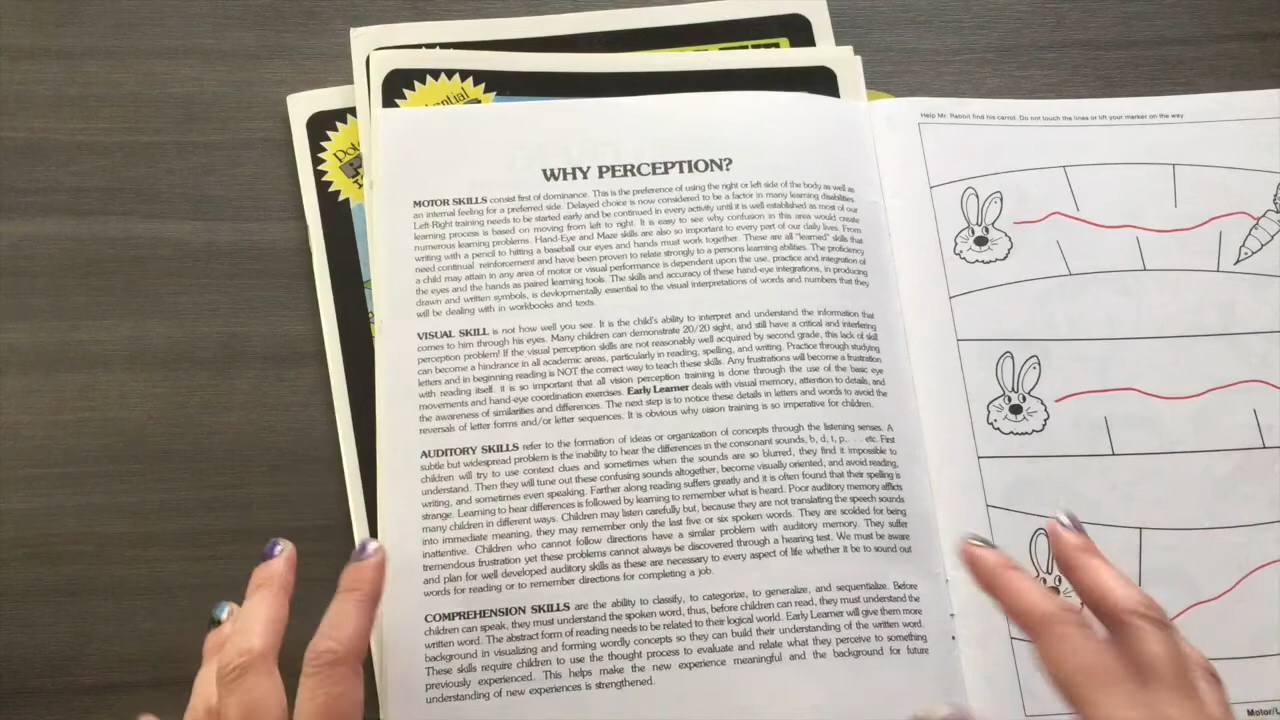 ential
Pot
WHY PERCEPTION?
MOTOR SKILLS consist first of dominance. This is the preference of using the right or left side of the body as well as
an internal feeling for a preferred side. Delayed choice is now considered to be a factor in many learning disabilities.
Left-Right training needs to be started early and be continued in every activity until it is well established as most of our
learning process is based on moving from left to right. It is easy to see why confusion in this area would create
numerous learning problems. Hand-Eye and Maze skills are also so important to every part of our daily lives. From
writing with a pencil to hitting a baseball our eyes and hands must work together. These are all "learned" skills that
need continual reinforcement and have been proven to relate strongly to a persons learning abilities. The proficiency
a child may attain in any area of motor or visual performance is dependent upon the use, practice and integration of
the eyes and the hands as paired learning tools. The skills and accuracy of these hand-eye integrations, in producing
drawn and written symbols, is devlopmentally essential to the visual interpretations of words and numbers that they
will be dealing with in workbooks and texts.
VISUAL SKILL is not how well you see. It is the child's ability to interpret and understand the information that
comes to him through his eyes. Many children can demonstrate 20/20 sight, and still have a critical and interfering
perception problem! If the visual perception skills are not reasonably well acquired by second grade, this lack of skill
can become a hindrance in all academic areas, particularly in reading, spelling, and writing. Practice through studying
letters and in beginning reading is NOT the correct way to teach these skills. Any frustrations will become a frustration
with reading itself. it is so important that all vision perception training is done through the use of the basic eye
movements and hand-eye coordination exercises. Early Learner deals with visual memory, attention to details, and
the awareness of similarities and differences. The next step is to notice these details in letters and words to avoid the
reversals of letter forms and/or letter sequences. It is obvious why vision training is so imperative for children.
AUDITORY SKILLS refer to the formation of ideas or organization of concepts through the listening senses. A
subtle but widespread problem is the inability to hear the differences in the consonant sounds, b, d, t, p, . . . etc. First
children will try to use context clues and sometimes when the sounds are so blurred, they find it impossible to
understand. Then they will tune out these confusing sounds altogether, become visually oriented, and avoid reading,
writing, and sometimes even speaking. Farther along reading suffers greatly and it is often found that their spelling is
strange. Learning to hear differences is followed by learning to remember what is heard. Poor auditory memory afflicts
many children in different ways. Children may listen carefully but, because they are not translating the speech sounds
into immediate meaning, they may remember only the last five or six spoken words. They are scolded for being
inattentive. Children who cannot follow directions have a similar problem with auditory memory. They suffer
tremendous frustration yet these problems cannot always be discovered through a hearing test. We must be aware
and plan for well developed auditory skills as these are necessary to every aspect of life whether it be to sound out
words for reading or to remember directions for completing a job.
COMPREHENSION SKILLS are the ability to classify, to categorize, to generalize, and sequentialize. Before
children can speak, they must understand the spoken word, thus, before children can read, they must understand the
written word. The abstract form of reading needs to be related to their logical world. Early Learner will give them more
background in visualizing and forming wordly concepts so they can build their understanding of the written word.
These skills require children to use the thought process to evaluate and relate what they perceive to something
previously experienced. This helps make the new experience meaningful and the background for future
understanding of new experiences is strengthened.
Help Mr. Rabbit find his carrot. Do not touch the lines or lift your marker on the way.
Motor/L